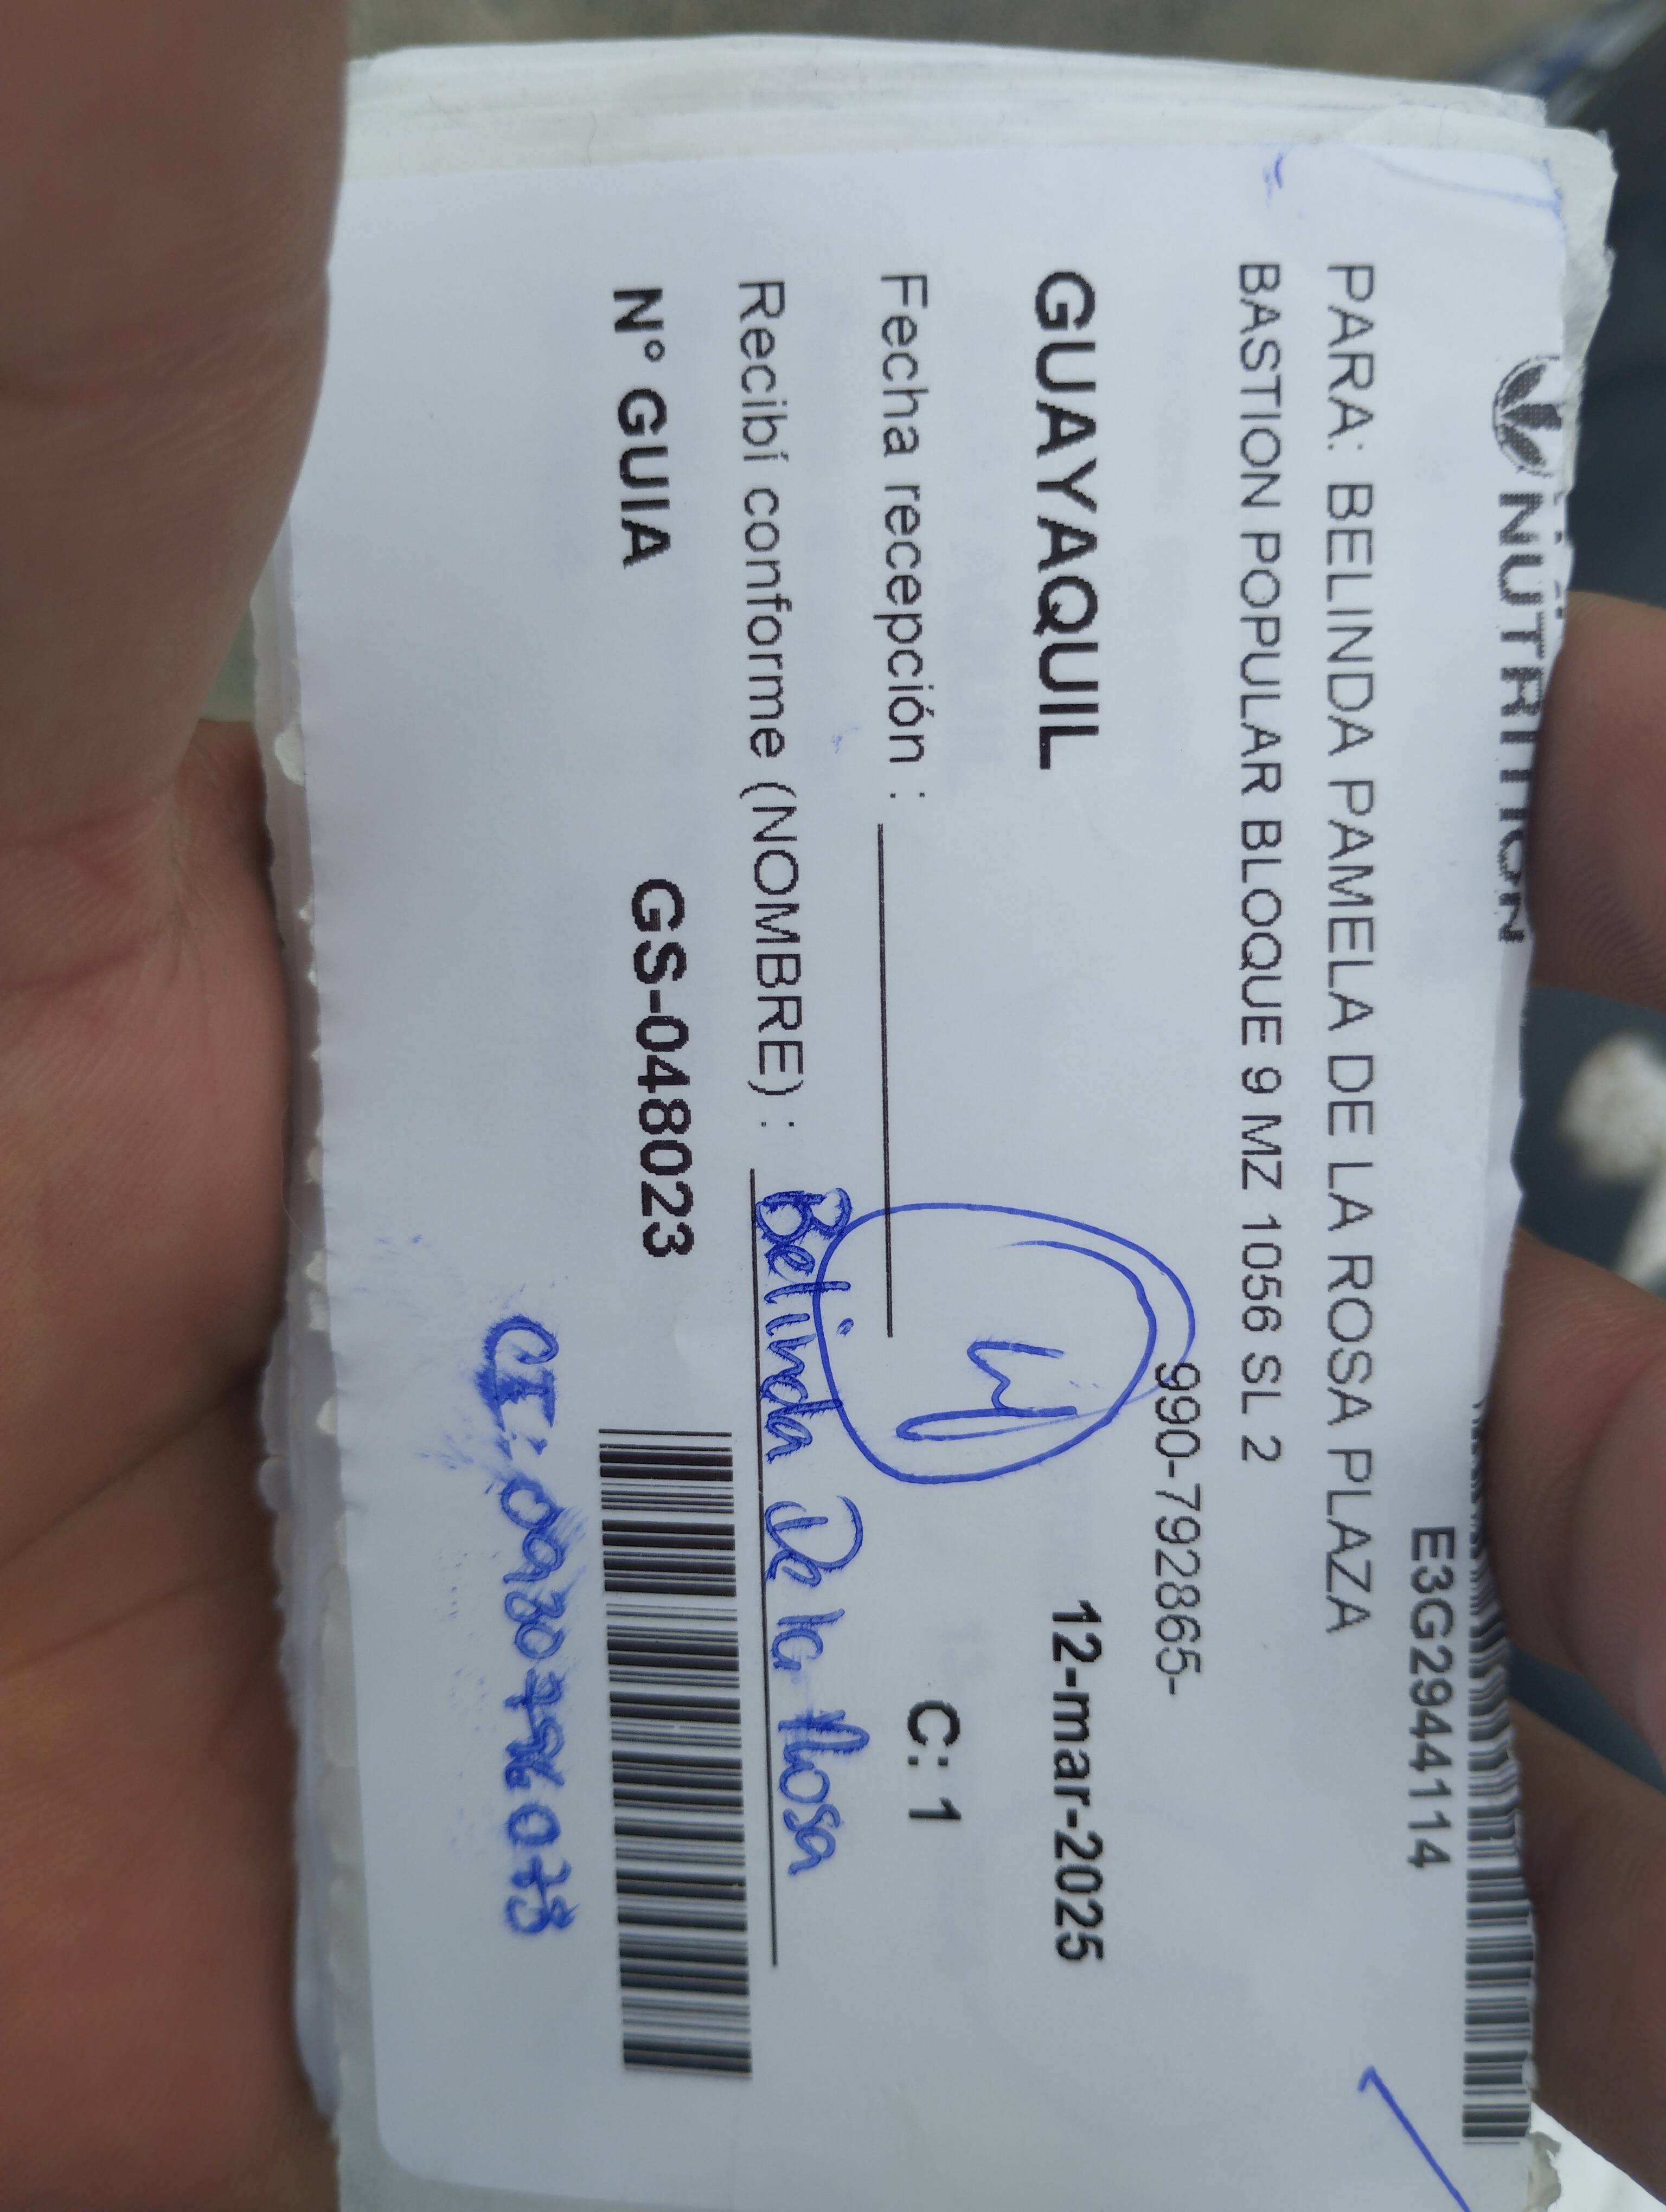 NUTRITION
E3G2944114
PARA: BELINDA PAMELA DE LA ROSA PLAZA
BASTION POPULAR BLOQUE 9 MZ 1056 SL 2
990-792865-
GUAYAQUIL 12-mar-2025
Fecha recepción : C: 1
Recibí conforme (NOMBRE) : Belinda De la Rosa
N° GUIA GS-048023
CI: